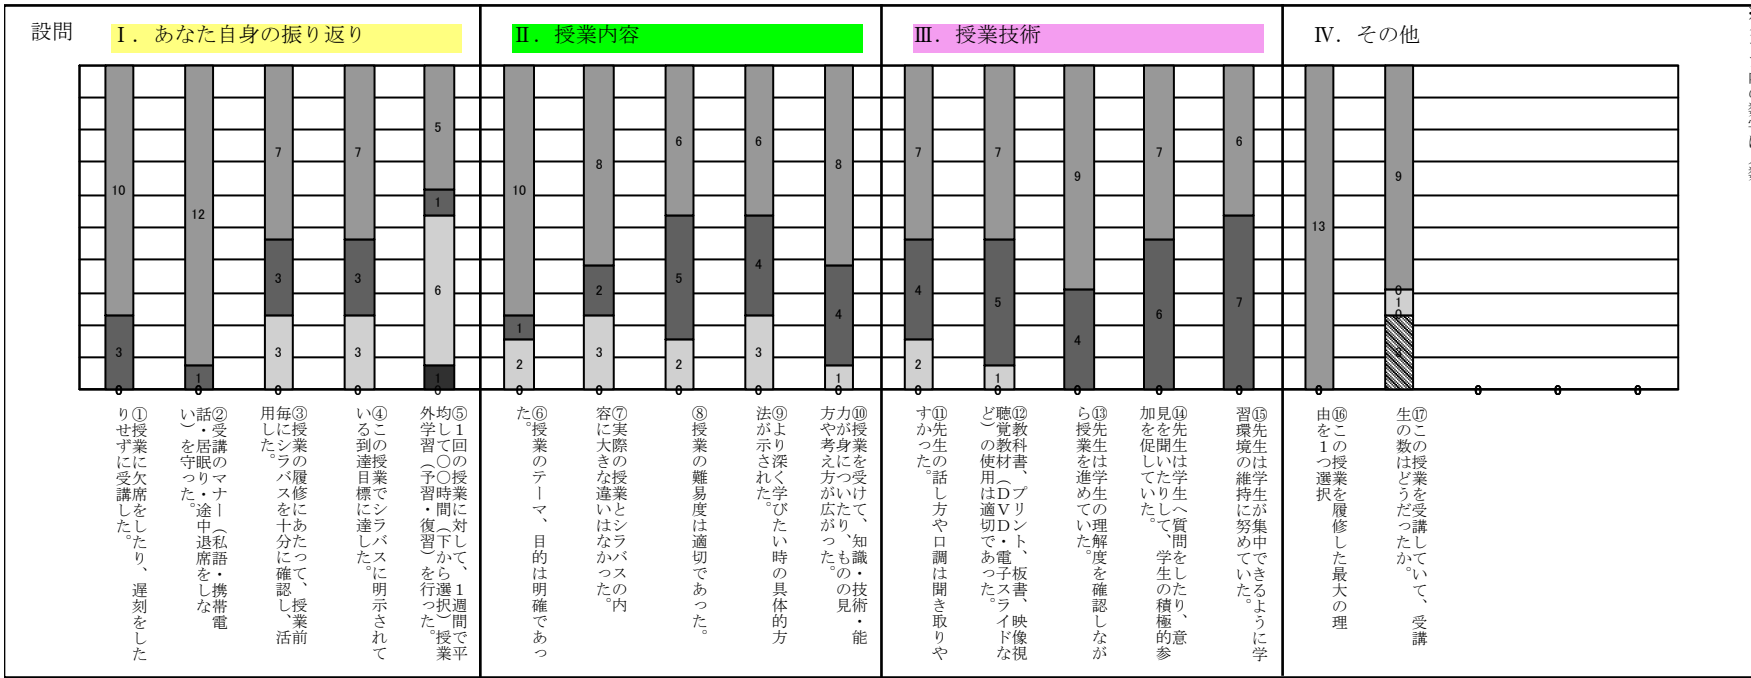 設問
Ⅰ．あなた自身の振り返り
Ⅱ．授業内容
Ⅲ．授業技術
Ⅳ．その他
10
3
0
12
1
0
7
3
3
0
7
3
3
0
5
1
6
1
0
10
1
2
0
8
2
3
0
6
5
2
0
6
4
3
0
8
4
1
0
7
4
2
0
7
5
1
0
9
4
0
7
6
0
6
7
0
13
0
9
0
1
0
3
0
0
0
①授業に欠席をしたり、遅刻をした
りせずに受講した。
②受講のマナー（私語・携帯電
話・居眠り・途中退席をしな
い）を守った。
③授業の履修にあたって、授業前
毎にシラバスを十分に確認し、活
用した。
④この授業でシラバスに明示されて
いる到達目標に達した。
⑤１回の授業に対して、１週間で平
均して〇〇時間（下から選択）授業
外学習（予習・復習）を行った。
⑥授業のテーマ、目的は明確であっ
た。
⑦実際の授業とシラバスの内
容に大きな違いはなかった。
⑧授業の難易度は適切であった。
⑨より深く学びたい時の具体的方
法が示された。
⑩授業を受けて、知識・技術・能
力が身についたり、ものの見
方や考え方が広がった。
⑪先生の話し方や口調は聞き取りや
すかった。
⑫教科書、プリント、板書、映像視
聴覚教材（ＤＶＤ・電子スライドな
ど）の使用は適切であった。
⑬先生は学生の理解度を確認しなが
ら授業を進めていた。
⑭先生は学生へ質問をしたり、意
見を聞いたりして、学生の積極的参
加を促していた。
⑮先生は学生が集中できるように学
習環境の維持に努めていた。
⑯この授業を履修した最大の理
由を１つ選択
⑰この授業を受講していて、受講
生の数はどうだったか。